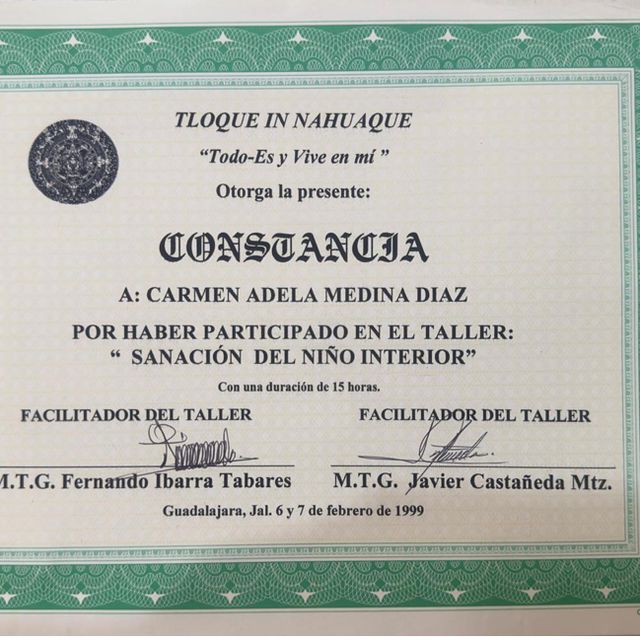 TLOQUE IN NAHUAQUE
“Todo-Es y Vive en mí ”
Otorga la presente:
CONSTANCIA
A: CARMEN ADELA MEDINA DIAZ
POR HABER PARTICIPADO EN EL TALLER:
“ SANACIÓN DEL NIÑO INTERIOR”
Con una duración de 15 horas.
FACILITADOR DEL TALLER FACILITADOR DEL TALLER
M.T.G. Fernando Ibarra Tabares M.T.G. Javier Castañeda Mtz.
Guadalajara, Jal. 6 y 7 de febrero de 1999